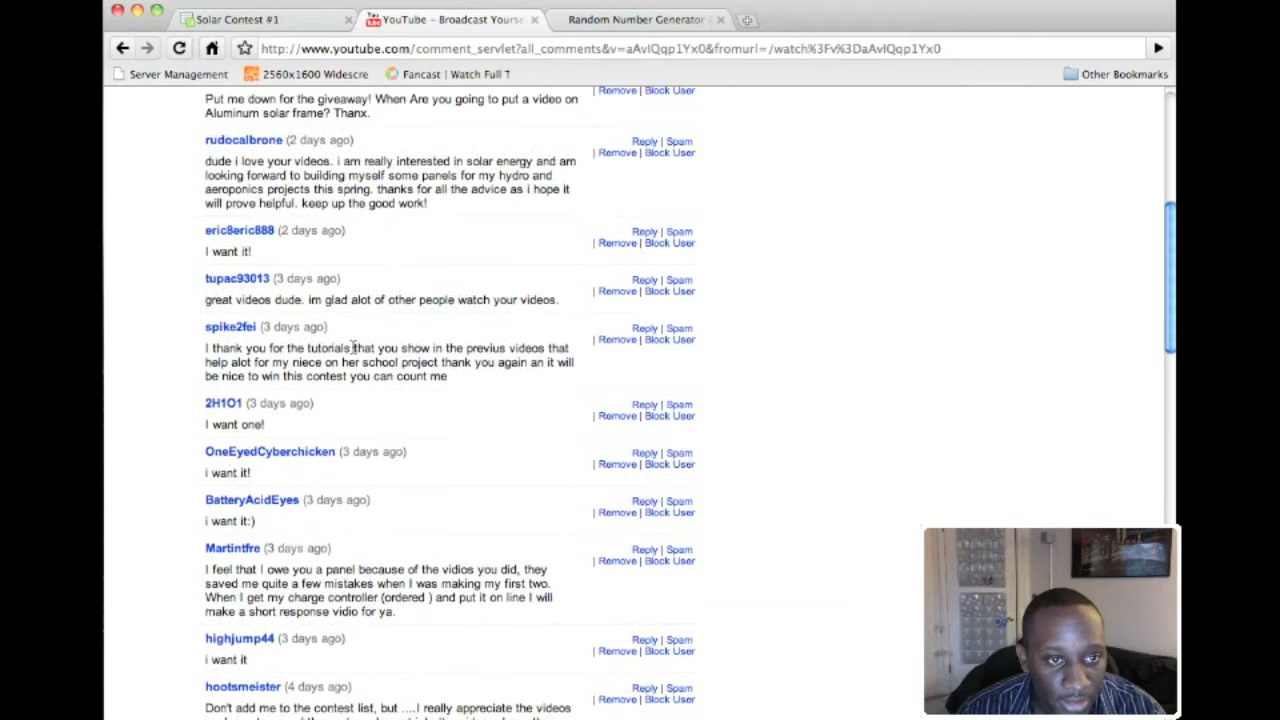 Solar Contest #1
YouTube - Broadcast Yourse
Random Number Generator
http://www.youtube.com/comment_servlet?all_comments&v=aAvIQqp1Yx0&fromurl=/watch%3Fv%3DaAvIQqp1Yx0
Server Management
2560x1600 Widescre
Fancast | Watch Full T
Other Bookmarks
| Remove | Block User
Put me down for the giveaway! When Are you going to put a video on
Aluminum solar frame? Thanx.
rudocalbrone (2 days ago)
Reply | Spam
| Remove | Block User
dude i love your videos. i am really interested in solar energy and am
looking forward to building myself some panels for my hydro and
aeroponics projects this spring. thanks for all the advice as i hope it
will prove helpful. keep up the good work!
eric8eric888 (2 days ago)
Reply | Spam
| Remove | Block User
I want it!
tupac93013 (3 days ago)
Reply | Spam
| Remove | Block User
great videos dude. im glad alot of other people watch your videos.
spike2fei (3 days ago)
Reply | Spam
| Remove | Block User
I thank you for the tutorials that you show in the previus videos that
help alot for my niece on her school project thank you again an it will
be nice to win this contest you can count me
2H1O1 (3 days ago)
Reply | Spam
| Remove | Block User
I want one!
OneEyedCyberchicken (3 days ago)
Reply | Spam
| Remove | Block User
i want it!
BatteryAcidEyes (3 days ago)
Reply | Spam
| Remove | Block User
i want it:)
Martintfre (3 days ago)
Reply | Spam
| Remove | Block User
I feel that I owe you a panel because of the vidios you did, they
saved me quite a few mistakes when I was making my first two.
When I get my charge controller (ordered ) and put it on line I will
make a short response vidio for ya.
highjump44 (3 days ago)
Reply | Spam
| Remove | Block User
i want it
hootsmeister (4 days ago)
Reply | Spam
| Remove | Block User
Don't add me to the contest list, but ....I really appreciate the videos